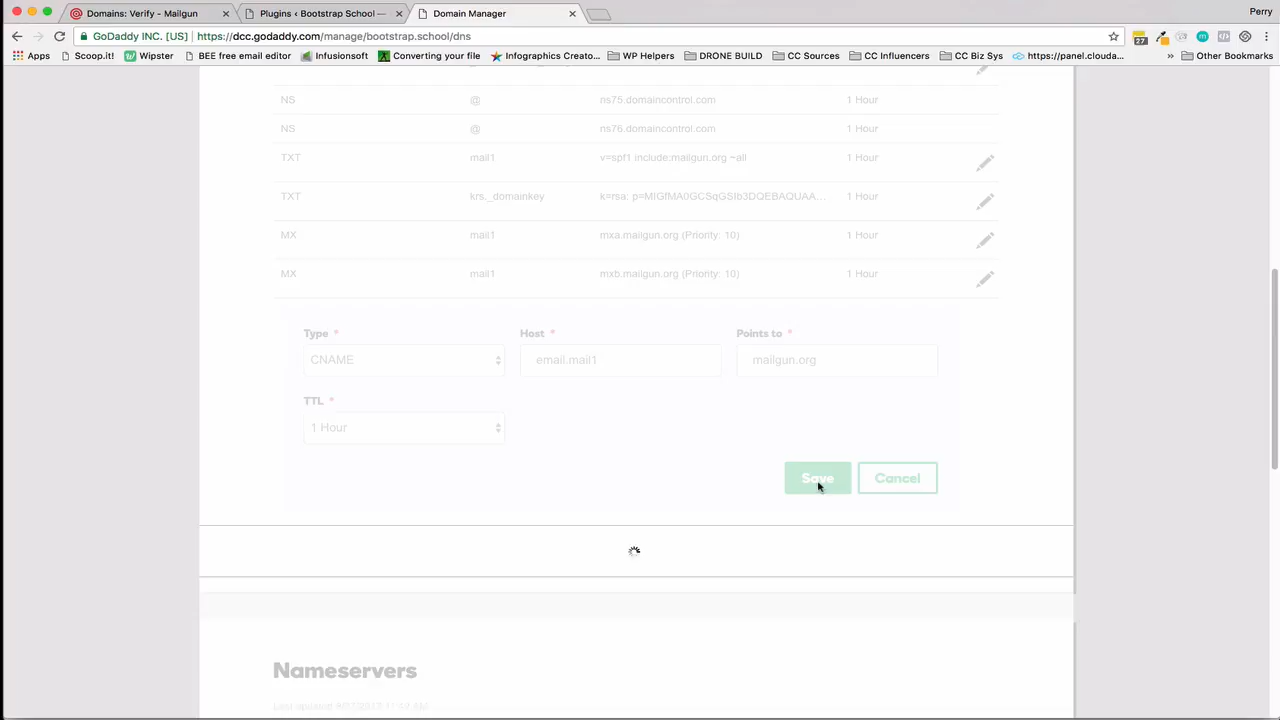 Domains: Verify - Mailgun
Plugins ‹ Bootstrap School —
Domain Manager
Perry
GoDaddy INC. [US] | https://dcc.godaddy.com/manage/bootstrap.school/dns
27
Apps Scoop.it! Wipster BEE free email editor Infusionsoft Converting your file Infographics Creato... WP Helpers DRONE BUILD CC Sources CC Influencers CC Biz Sys https://panel.clouda... » Other Bookmarks
NS @ ns75.domaincontrol.com 1 Hour
NS @ ns76.domaincontrol.com 1 Hour
TXT mail1 v=spf1 include:mailgun.org ~all 1 Hour
TXT krs._domainkey k=rsa; p=MIGfMA0GCSqGSIb3DQEBAQUAA... 1 Hour
MX mail1 mxa.mailgun.org (Priority: 10) 1 Hour
MX mail1 mxb.mailgun.org (Priority: 10) 1 Hour
Type * Host * Points to *
CNAME email.mail1 mailgun.org
TTL *
1 Hour
Save Cancel
Nameservers
Last updated